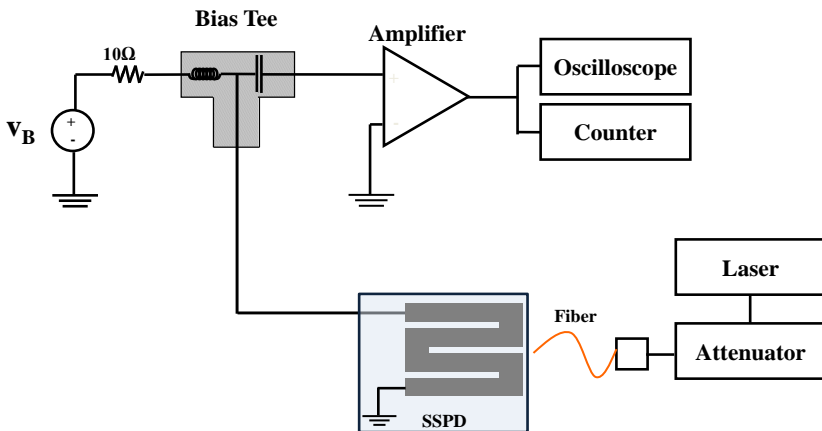 Bias Tee
10Ω
Amplifier
+
-
Oscilloscope
Counter
v_B
+
-
Laser
Fiber
Attenuator
SSPD